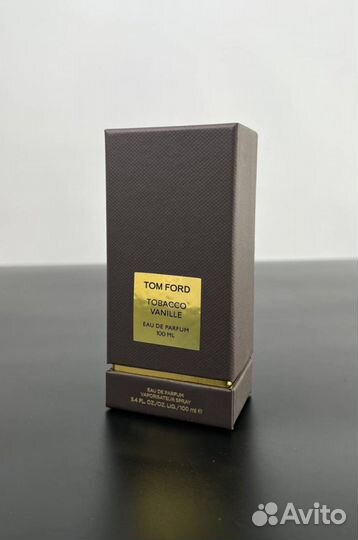 TOM FORD
TOBACCO
VANILLE
EAU DE PARFUM
100 ML
EAU DE PARFUM
VAPORISATEUR SPRAY
3.4 FL. OZ./OZ. LIQ./100 ml ℮
Avito